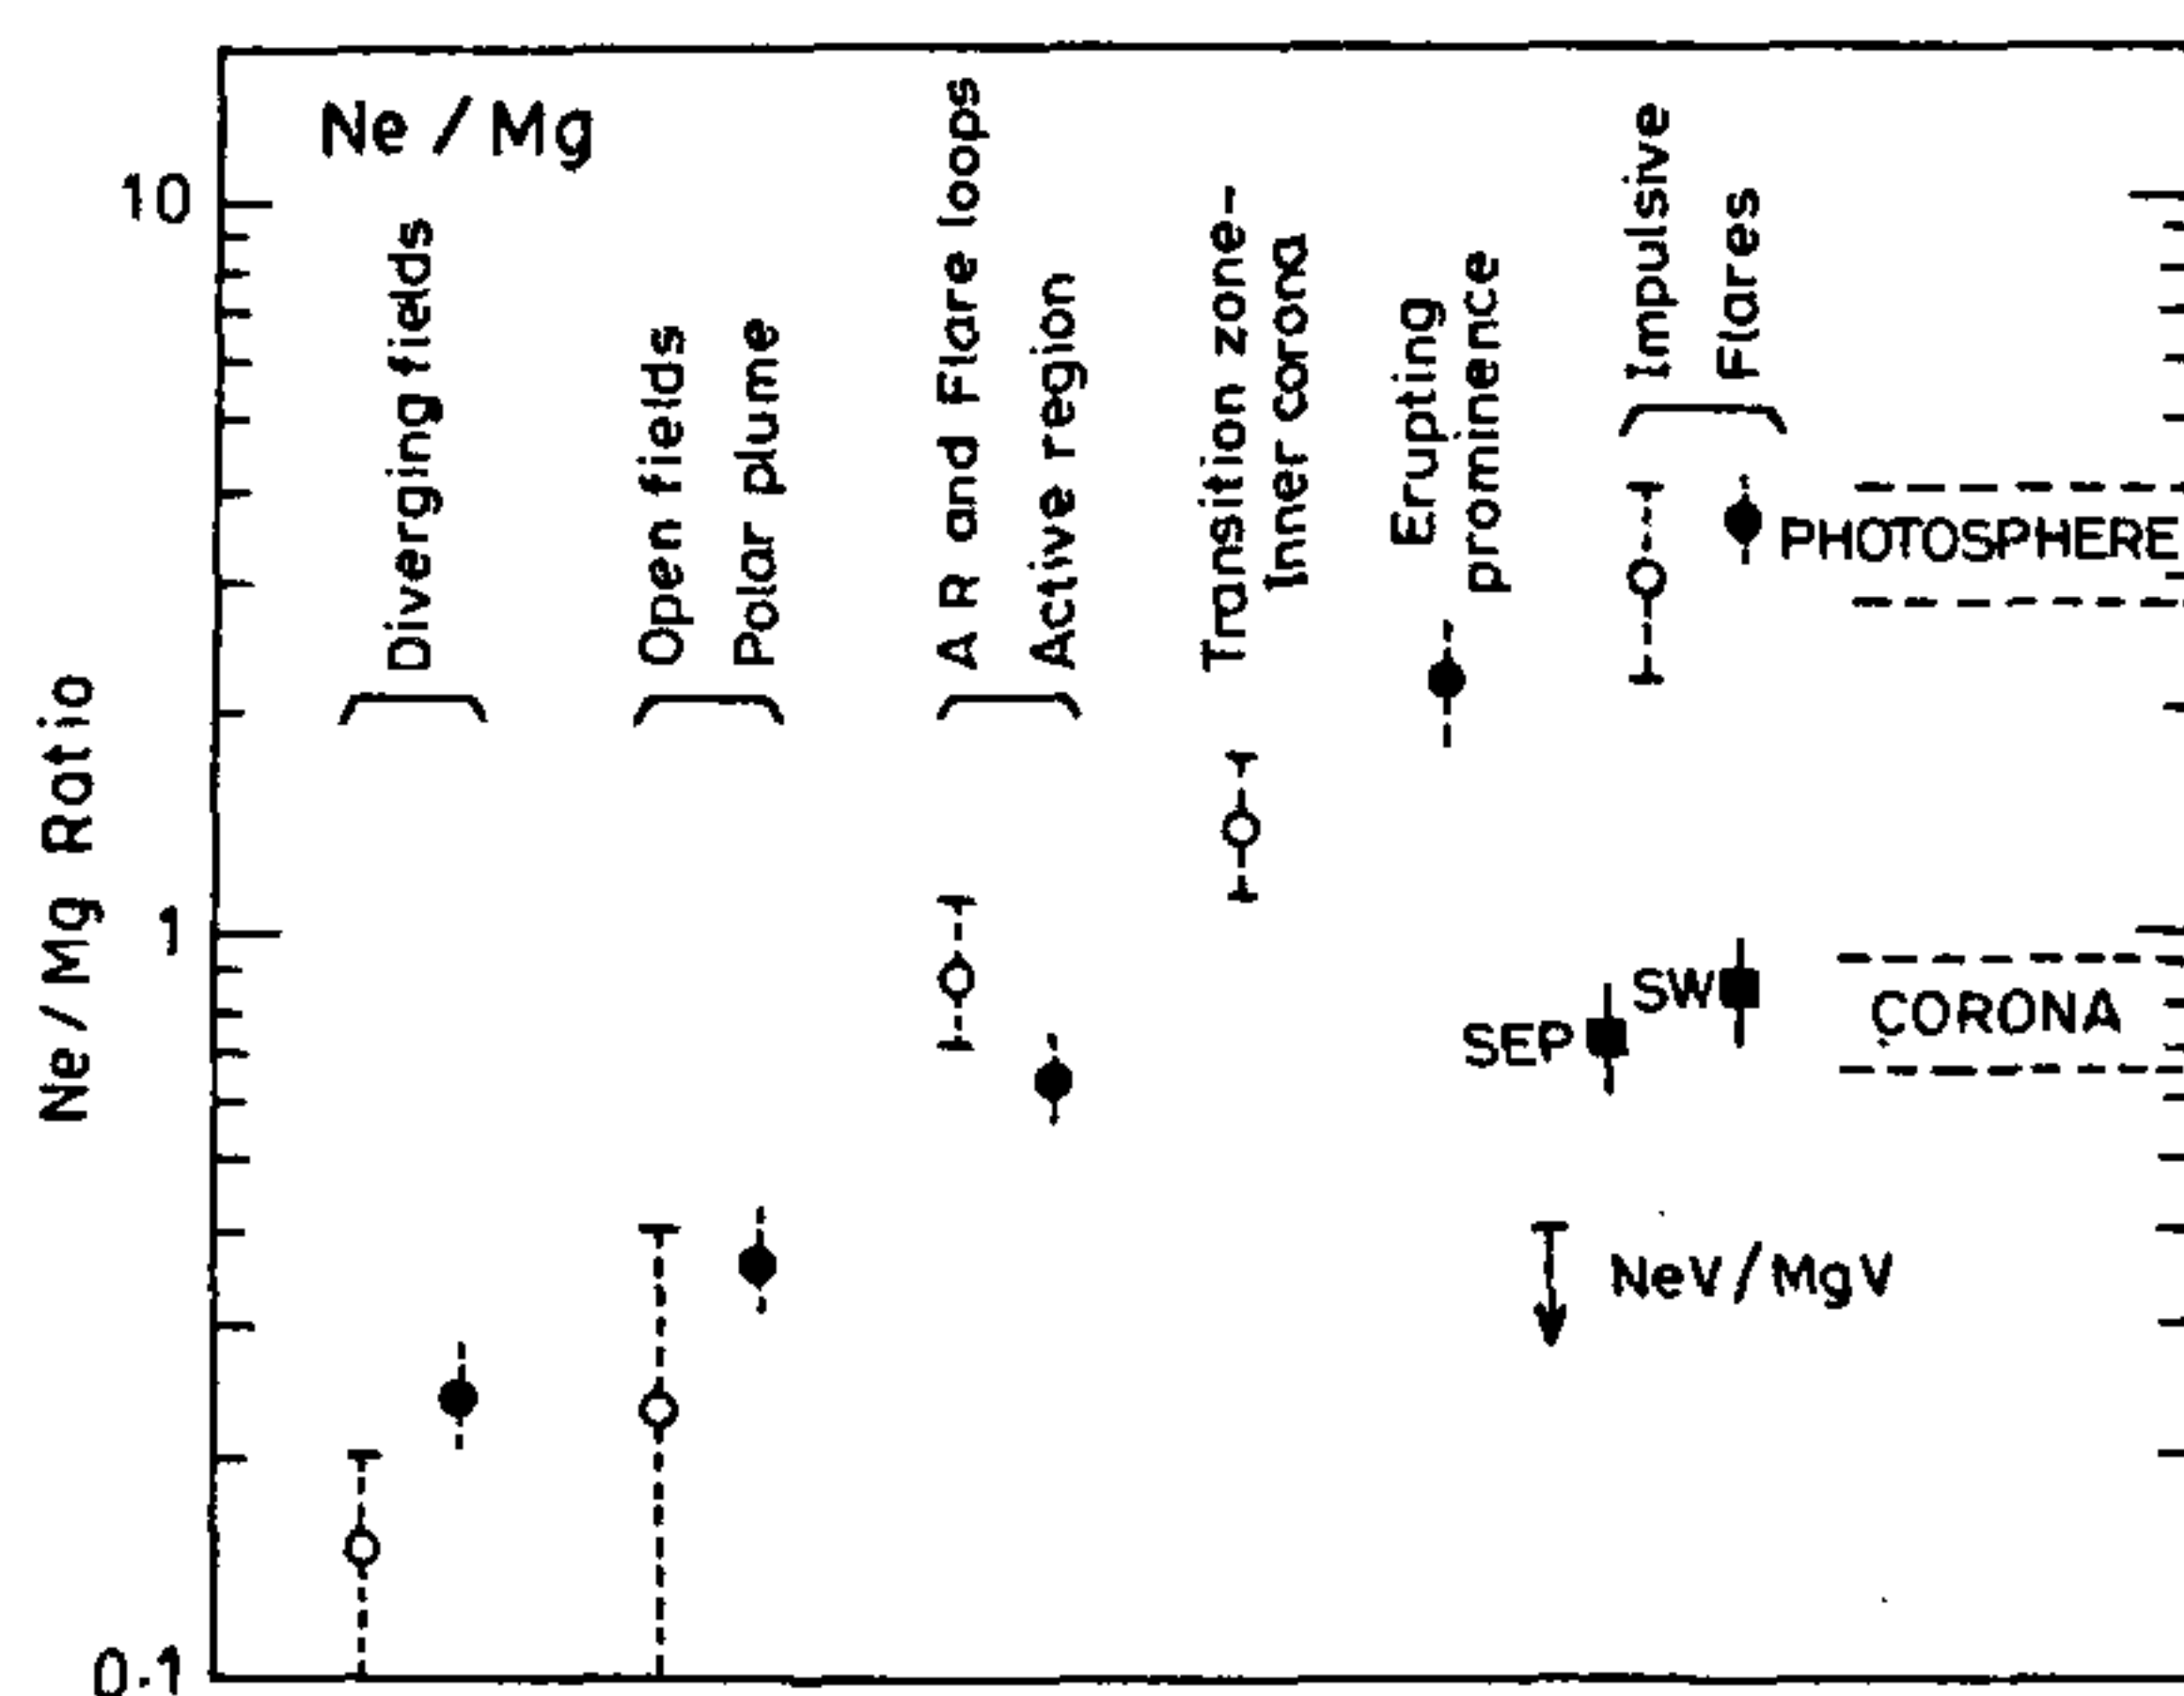 Ne/Mg
Ne/Mg Ratio
10
1
0.1
Diverging fields
Open fields
Polar plume
A R and Flare loops
Active region
Transition zone-
Inner corona
Erupting
prominence
Impulsive
Flares
PHOTOSPHERE
SEP
SW
CORONA
NeV/MgV